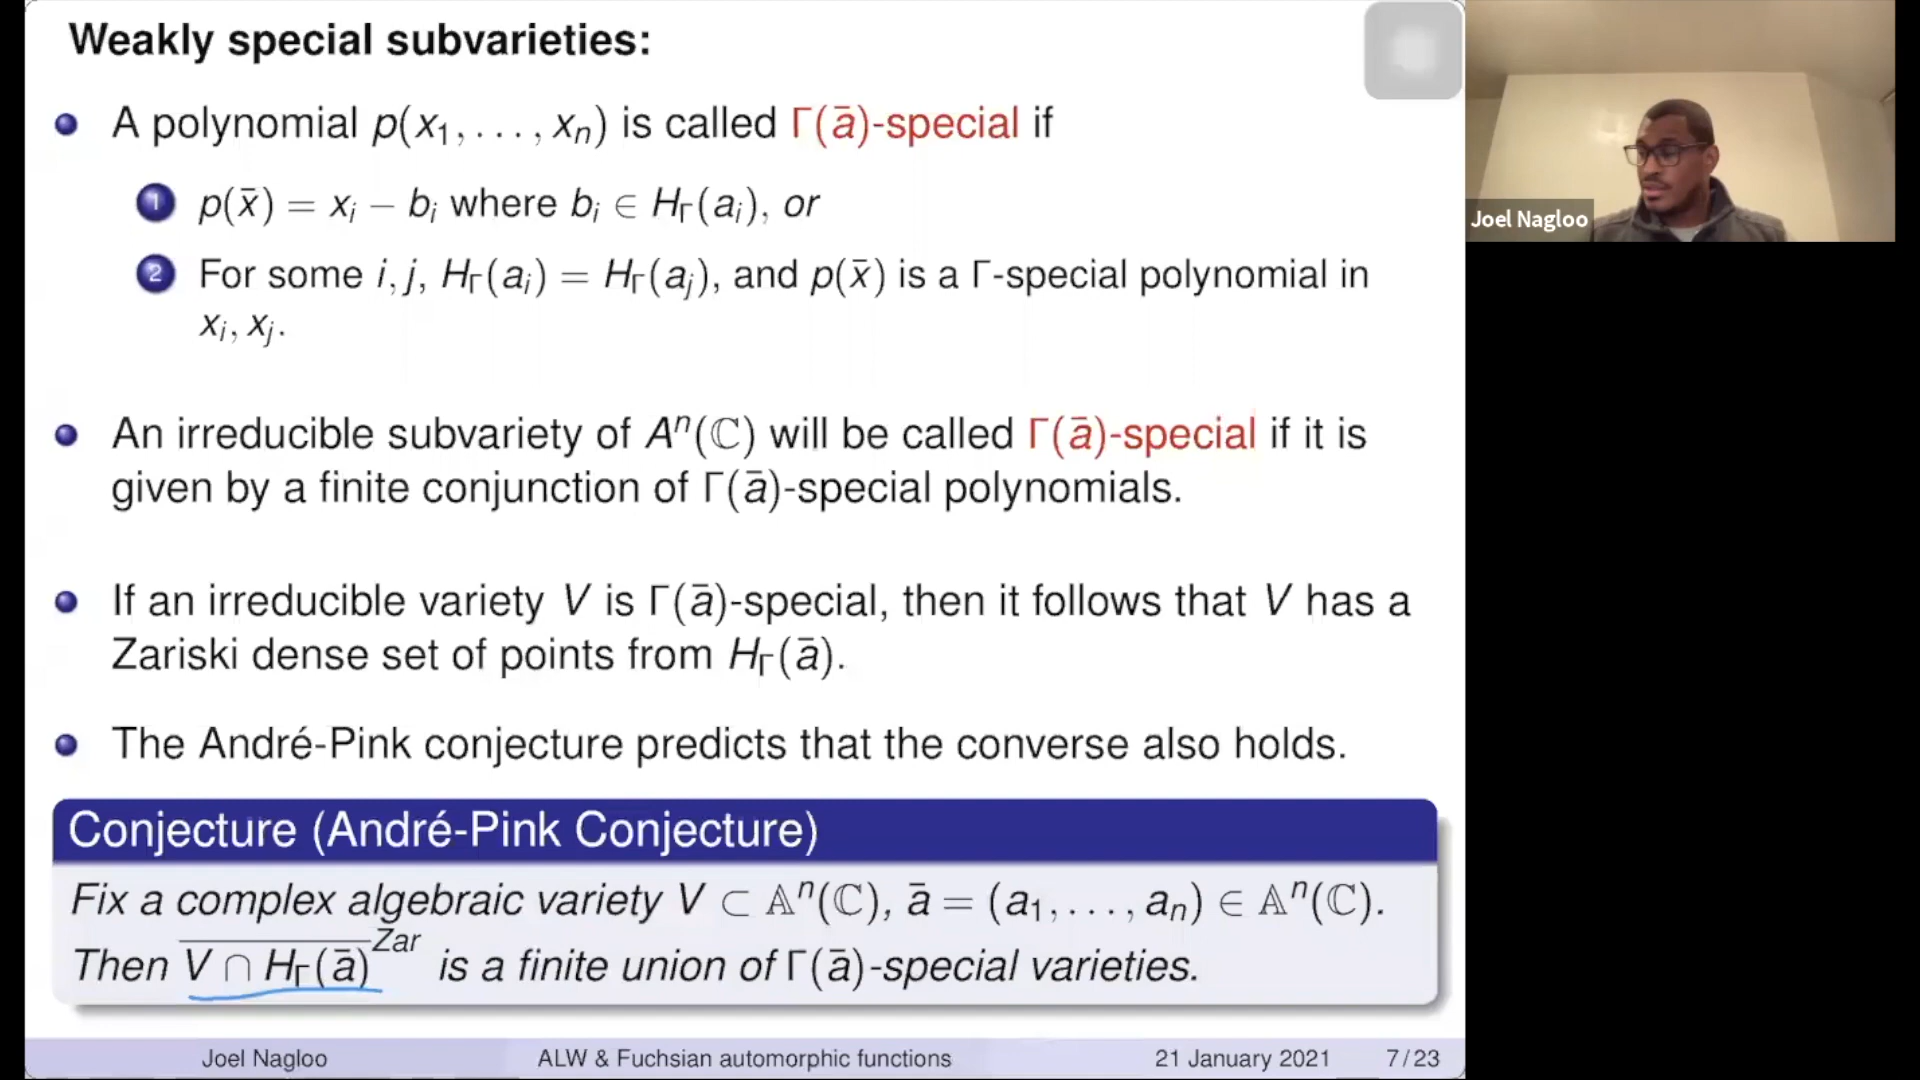 Weakly special subvarieties:
A polynomial p(x₁, . . . , xₙ) is called Γ(ā)-special if
1 p(x̄) = xᵢ − bᵢ where bᵢ ∈ H_Γ(aᵢ), or
2 For some i, j, H_Γ(aᵢ) = H_Γ(aⱼ), and p(x̄) is a Γ-special polynomial in
xᵢ, xⱼ.
An irreducible subvariety of Aⁿ(ℂ) will be called Γ(ā)-special if it is
given by a finite conjunction of Γ(ā)-special polynomials.
If an irreducible variety V is Γ(ā)-special, then it follows that V has a
Zariski dense set of points from H_Γ(ā).
The André-Pink conjecture predicts that the converse also holds.
Conjecture (André-Pink Conjecture)
Fix a complex algebraic variety V ⊂ 𝔸ⁿ(ℂ), ā = (a₁, . . . , aₙ) ∈ 𝔸ⁿ(ℂ).
Then \overline{V ∩ H_Γ(ā)}^{Zar} is a finite union of Γ(ā)-special varieties.
Joel Nagloo ALW & Fuchsian automorphic functions 21 January 2021 7 / 23
Joel Nagloo